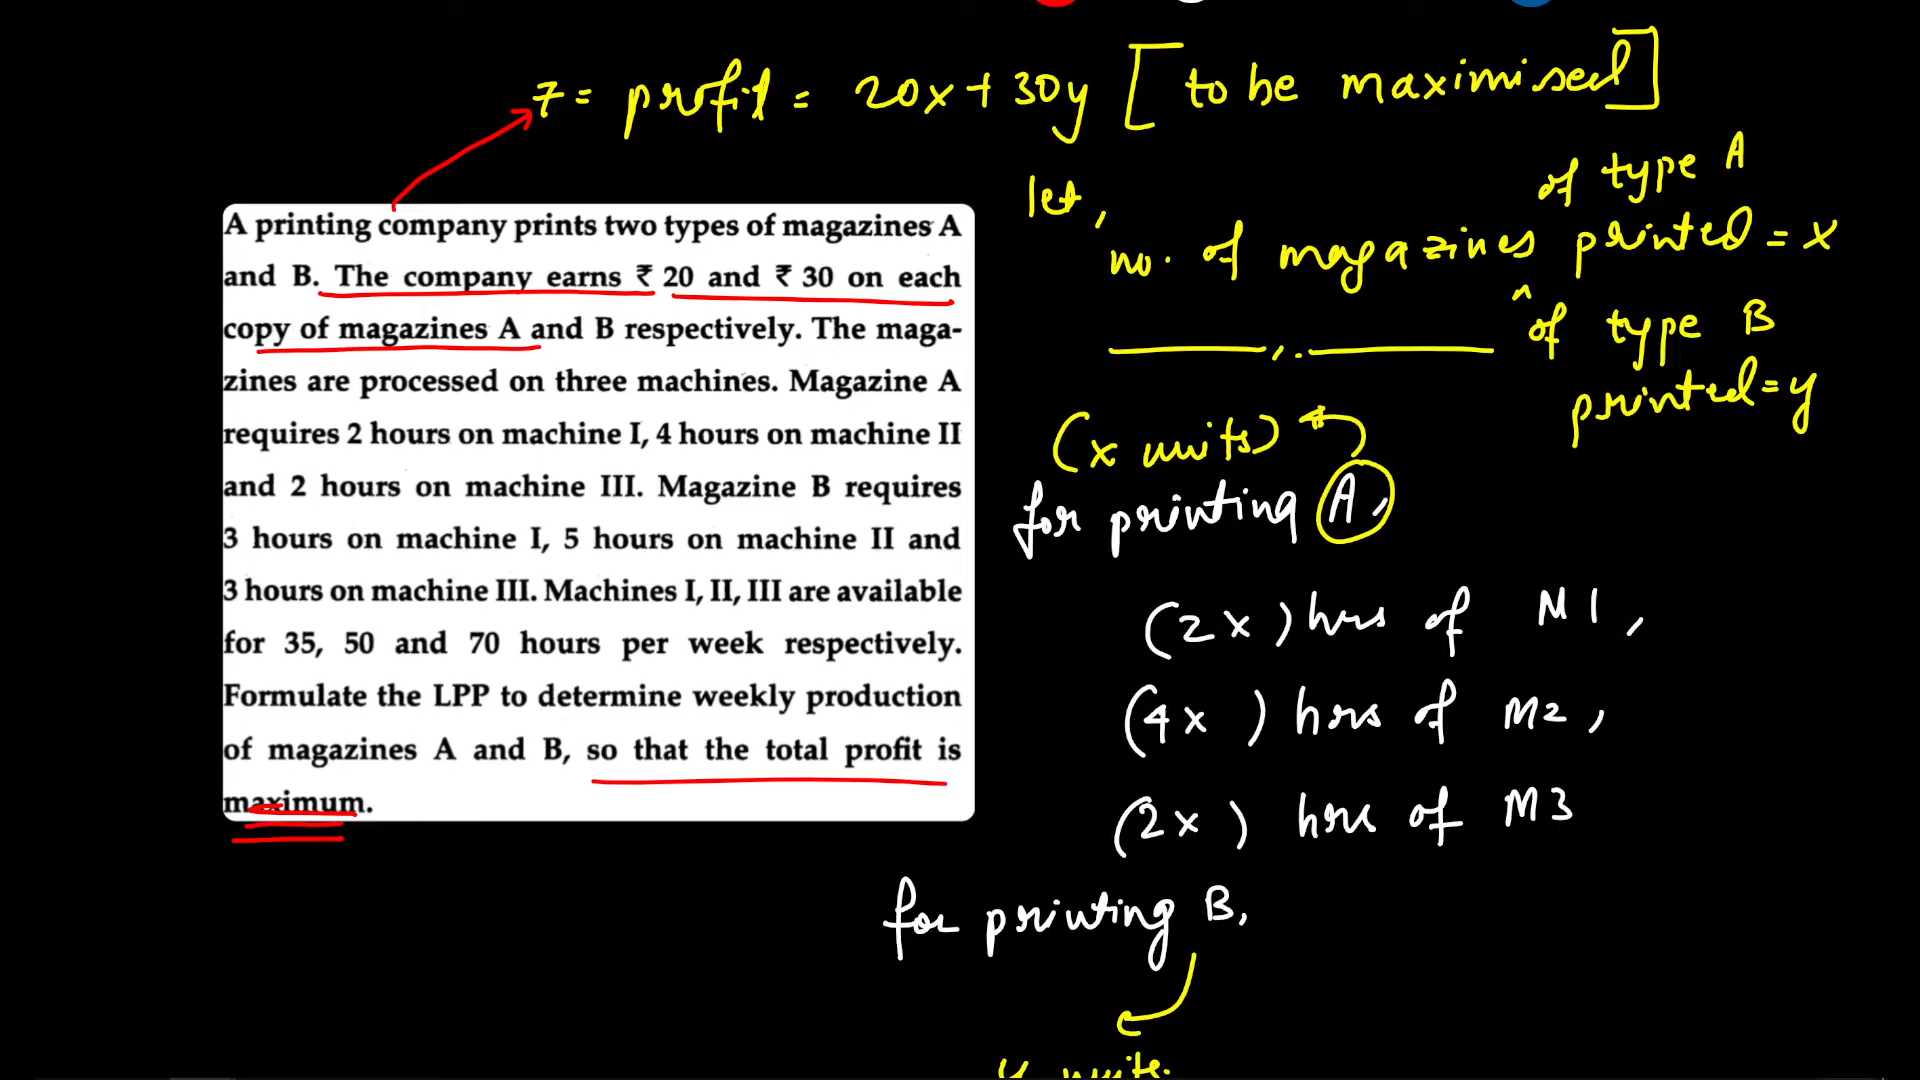 z = profit = 20x + 30y [to be maximised]
A printing company prints two types of magazines A
and B. The company earns ₹ 20 and ₹ 30 on each
copy of magazines A and B respectively. The maga-
zines are processed on three machines. Magazine A
requires 2 hours on machine I, 4 hours on machine II
and 2 hours on machine III. Magazine B requires
3 hours on machine I, 5 hours on machine II and
3 hours on machine III. Machines I, II, III are available
for 35, 50 and 70 hours per week respectively.
Formulate the LPP to determine weekly production
of magazines A and B, so that the total profit is
maximum.
let,
of type A
no. of magazines printed = x
of type B
printed = y
(x units)
for printing A,
(2x) hrs of M1,
(4x) hrs of M2,
(2x) hrs of M3
for printing B,
y units.